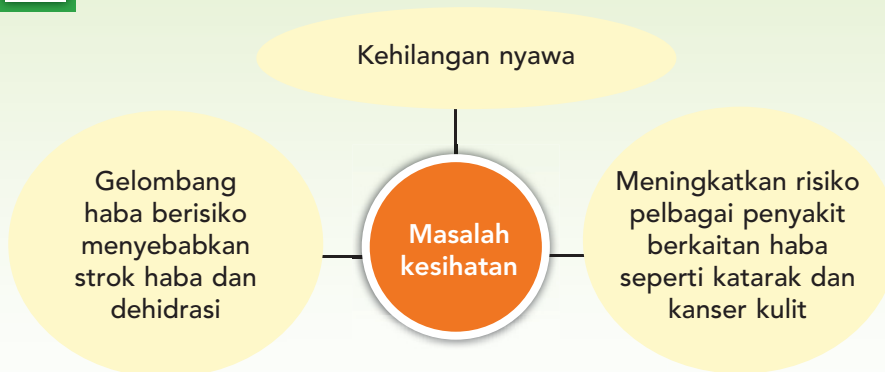 Kehilangan nyawa
Gelombang
haba berisiko
menyebabkan
strok haba dan
dehidrasi
Masalah
kesihatan
Meningkatkan risiko
pelbagai penyakit
berkaitan haba
seperti katarak dan
kanser kulit